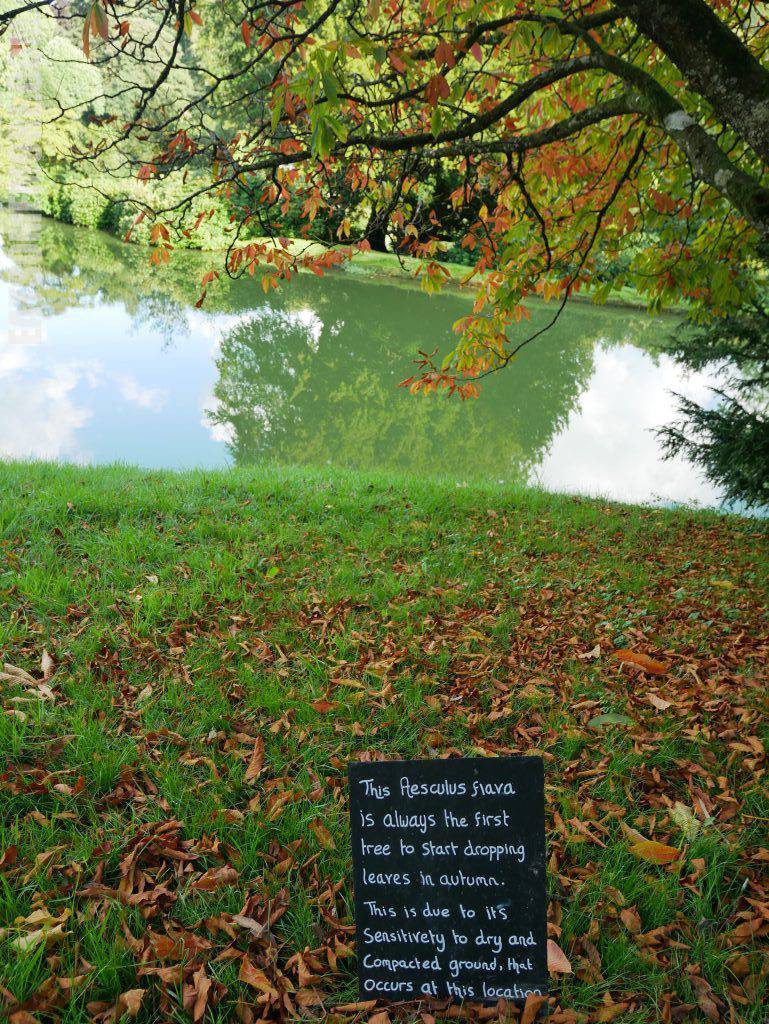 This Aesculus flava
is always the first
tree to start dropping
leaves in autumn.
This is due to it's
Sensitivety to dry and
Compacted ground, that
Occurs at this location